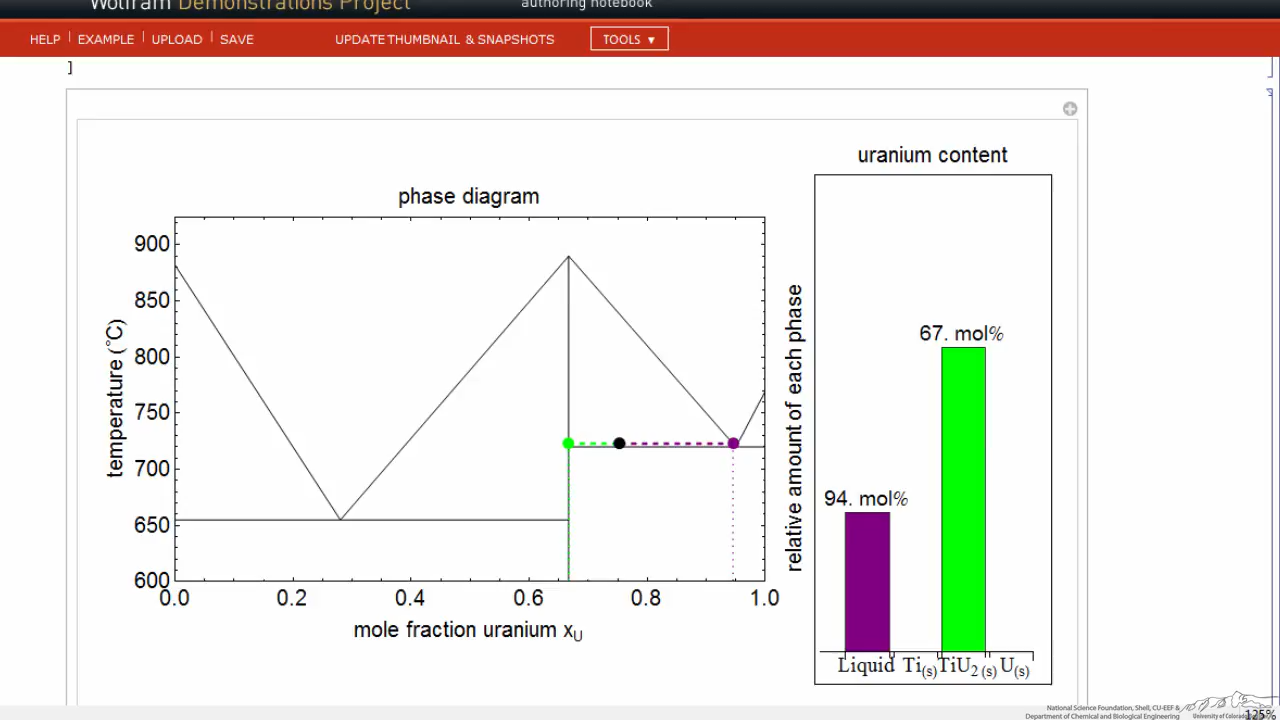 Wolfram Demonstrations Project
authoring notebook
HELP | EXAMPLE | UPLOAD | SAVE
UPDATE THUMBNAIL & SNAPSHOTS
TOOLS ▼
]
uranium content
phase diagram
900
850
800
750
700
650
600
temperature (°C)
0.0 0.2 0.4 0.6 0.8 1.0
mole fraction uranium xU
relative amount of each phase
67. mol%
94. mol%
Liquid Ti(s) TiU2 (s) U(s)
National Science Foundation, Shell, CU-EEF &
Department of Chemical and Biological Engineering
125%